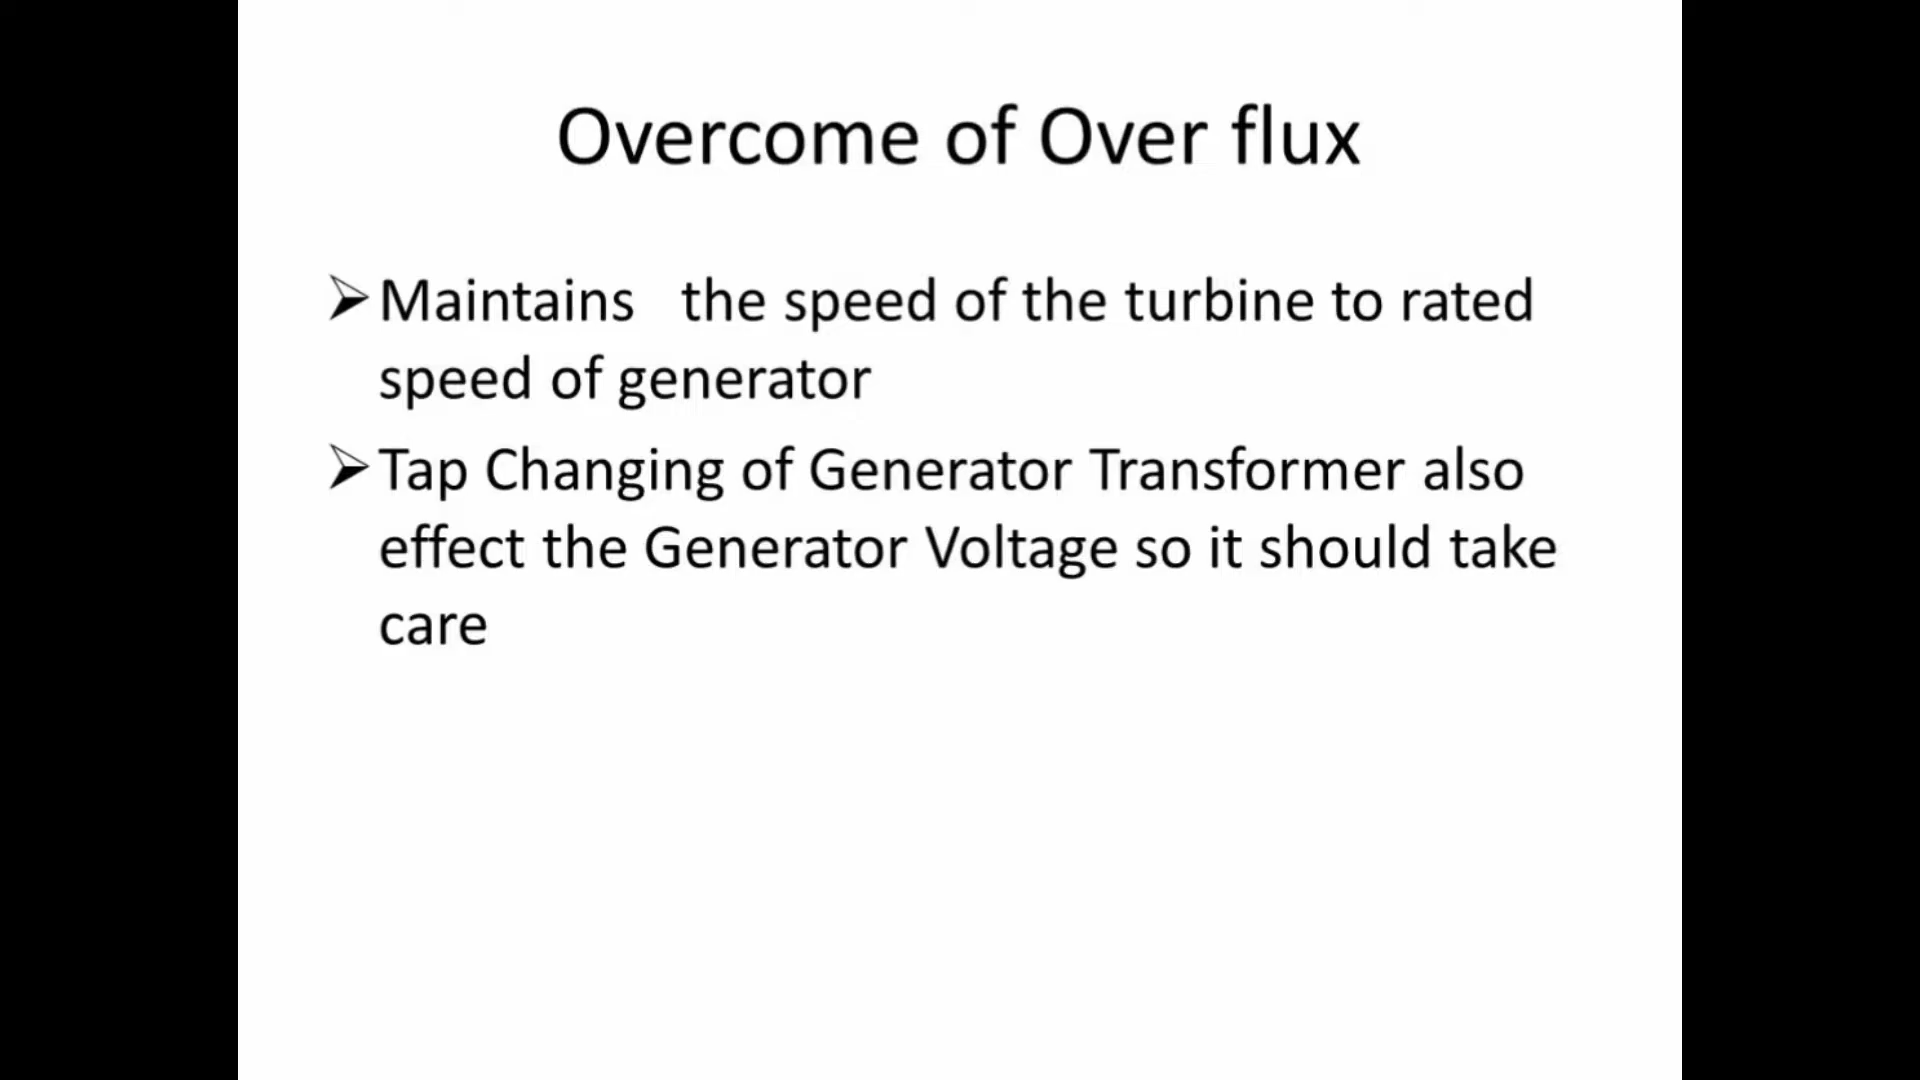 Overcome of Over flux
➢Maintains   the speed of the turbine to rated
speed of generator
➢Tap Changing of Generator Transformer also
effect the Generator Voltage so it should take
care